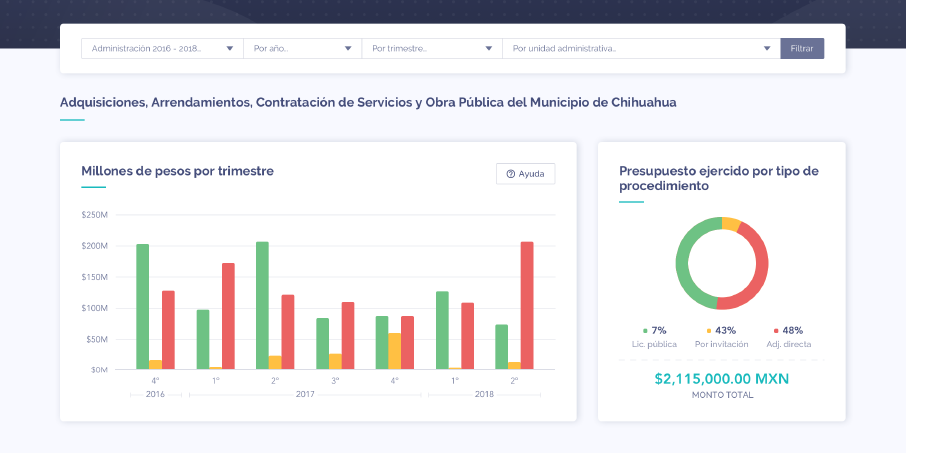 Administración 2016 - 2018..
Por año..
Por trimestre..
Por unidad administrativa..
Filtrar
Adquisiciones, Arrendamientos, Contratación de Servicios y Obra Pública del Municipio de Chihuahua
Millones de pesos por trimestre
Ayuda
$250M
$200M
$150M
$100M
$50M
$0M
4° 1° 2° 3° 4° 1° 2°
2016 2017 2018
Presupuesto ejercido por tipo de
procedimiento
7% 43% 48%
Lic. pública Por invitación Adj. directa
$2,115,000.00 MXN
MONTO TOTAL